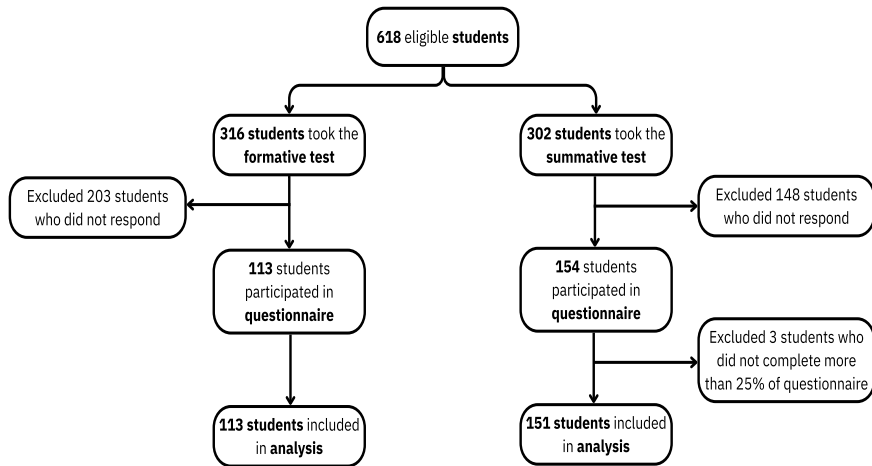 618 eligible students
316 students took the
formative test
302 students took the
summative test
Excluded 203 students
who did not respond
Excluded 148 students
who did not respond
113 students
participated in
questionnaire
154 students
participated in
questionnaire
Excluded 3 students who
did not complete more
than 25% of questionnaire
113 students included
in analysis
151 students included
in analysis